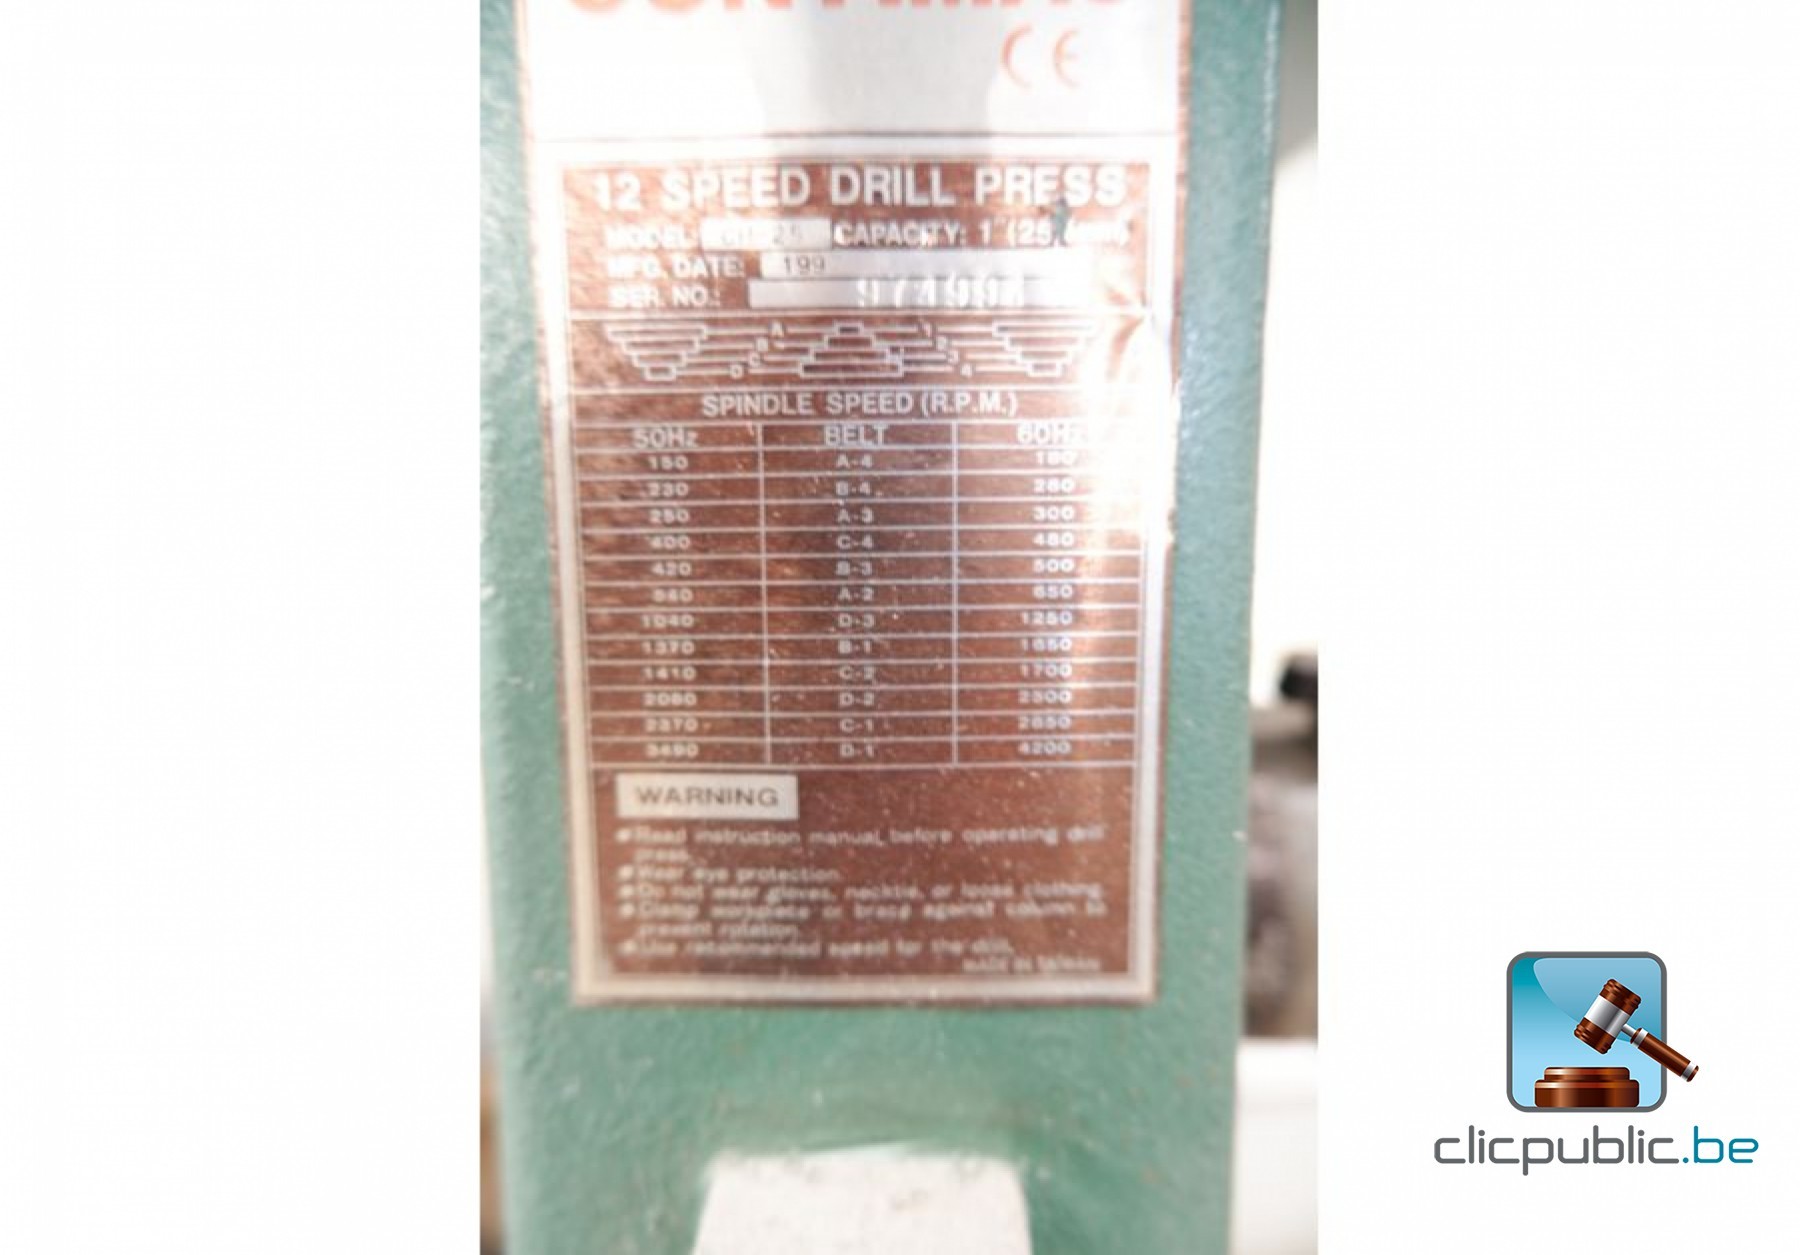 CE
12 SPEED DRILL PRESS
MODEL: 25 CAPACITY: 1"(25
MFG. DATE: 199
SER. NO.:
A 1
B 2
C 3
D 4
SPINDLE SPEED (R.P.M.)
50Hz BELT 60Hz
150 A-4 180
230 B-4 280
250 A-3 300
400 C-4 480
420 B-3 500
540 A-2 650
1040 D-3 1250
1370 B-1 1650
1410 C-2 1700
2080 D-2 2500
2370 C-1 2850
3490 D-1 4200
WARNING
Read instruction manual before operating drill
press.
Wear eye protection.
Do not wear gloves, necktie, or loose clothing.
Clamp workpiece or brace against column to
prevent rotation.
Use recommended speed for the drill.
MADE IN TAIWAN
clicpublic.be